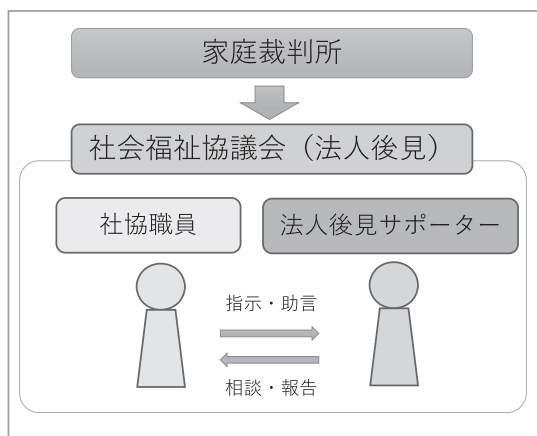 家庭裁判所
社会福祉協議会（法人後見）
社協職員
法人後見サポーター
指示・助言
相談・報告